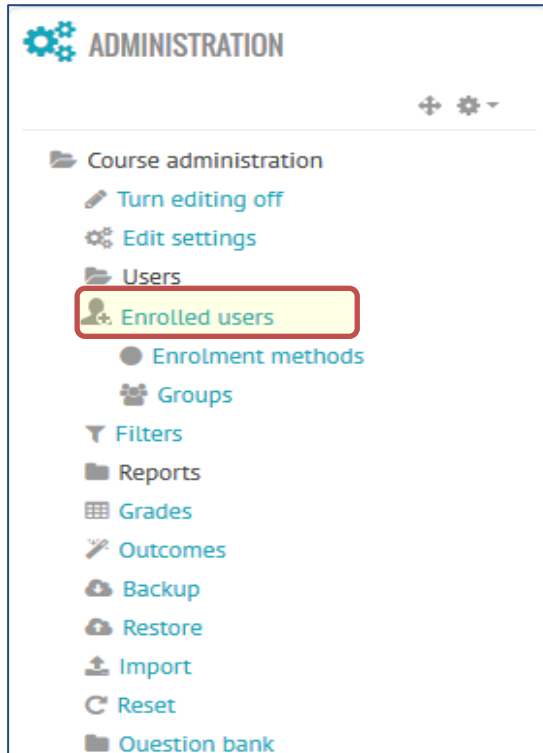 ADMINISTRATION
Course administration
Turn editing off
Edit settings
Users
Enrolled users
Enrolment methods
Groups
Filters
Reports
Grades
Outcomes
Backup
Restore
Import
Reset
Question bank